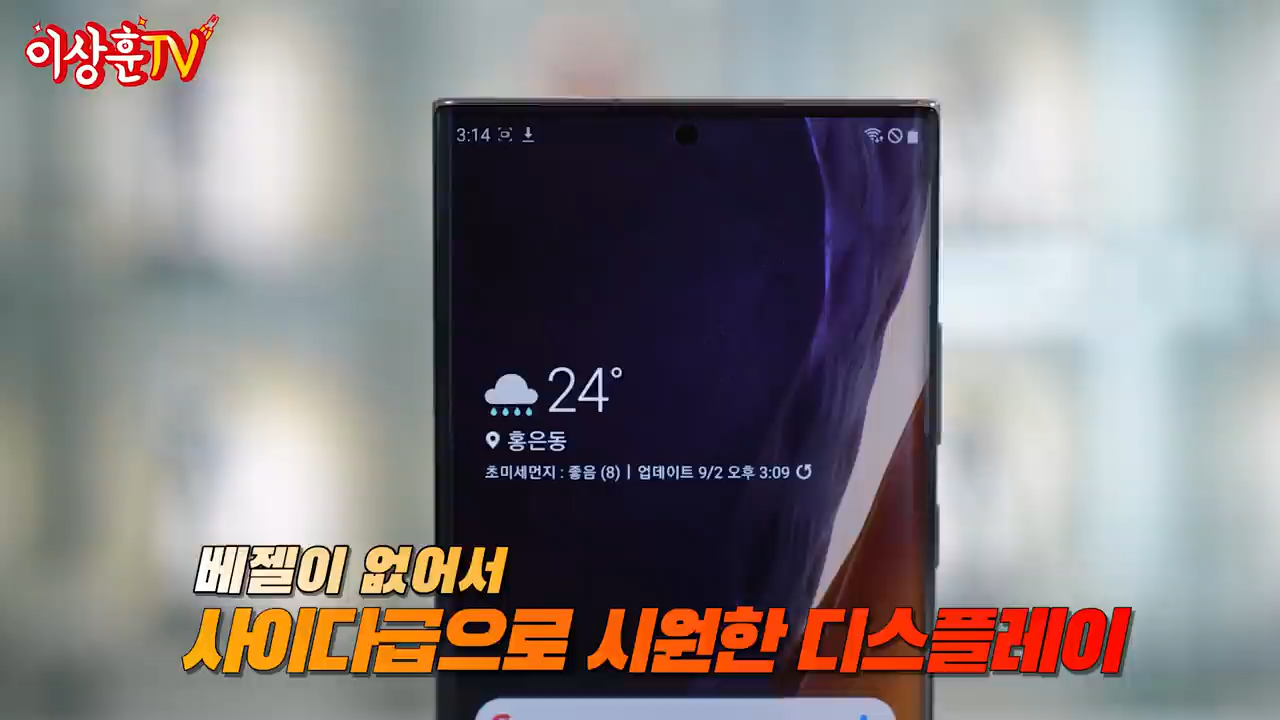 이상훈TV
3:14
24°
홍은동
초미세먼지 : 좋음 (8) | 업데이트 9/2 오후 3:09
베젤이 없어서
사이다급으로 시원한 디스플레이